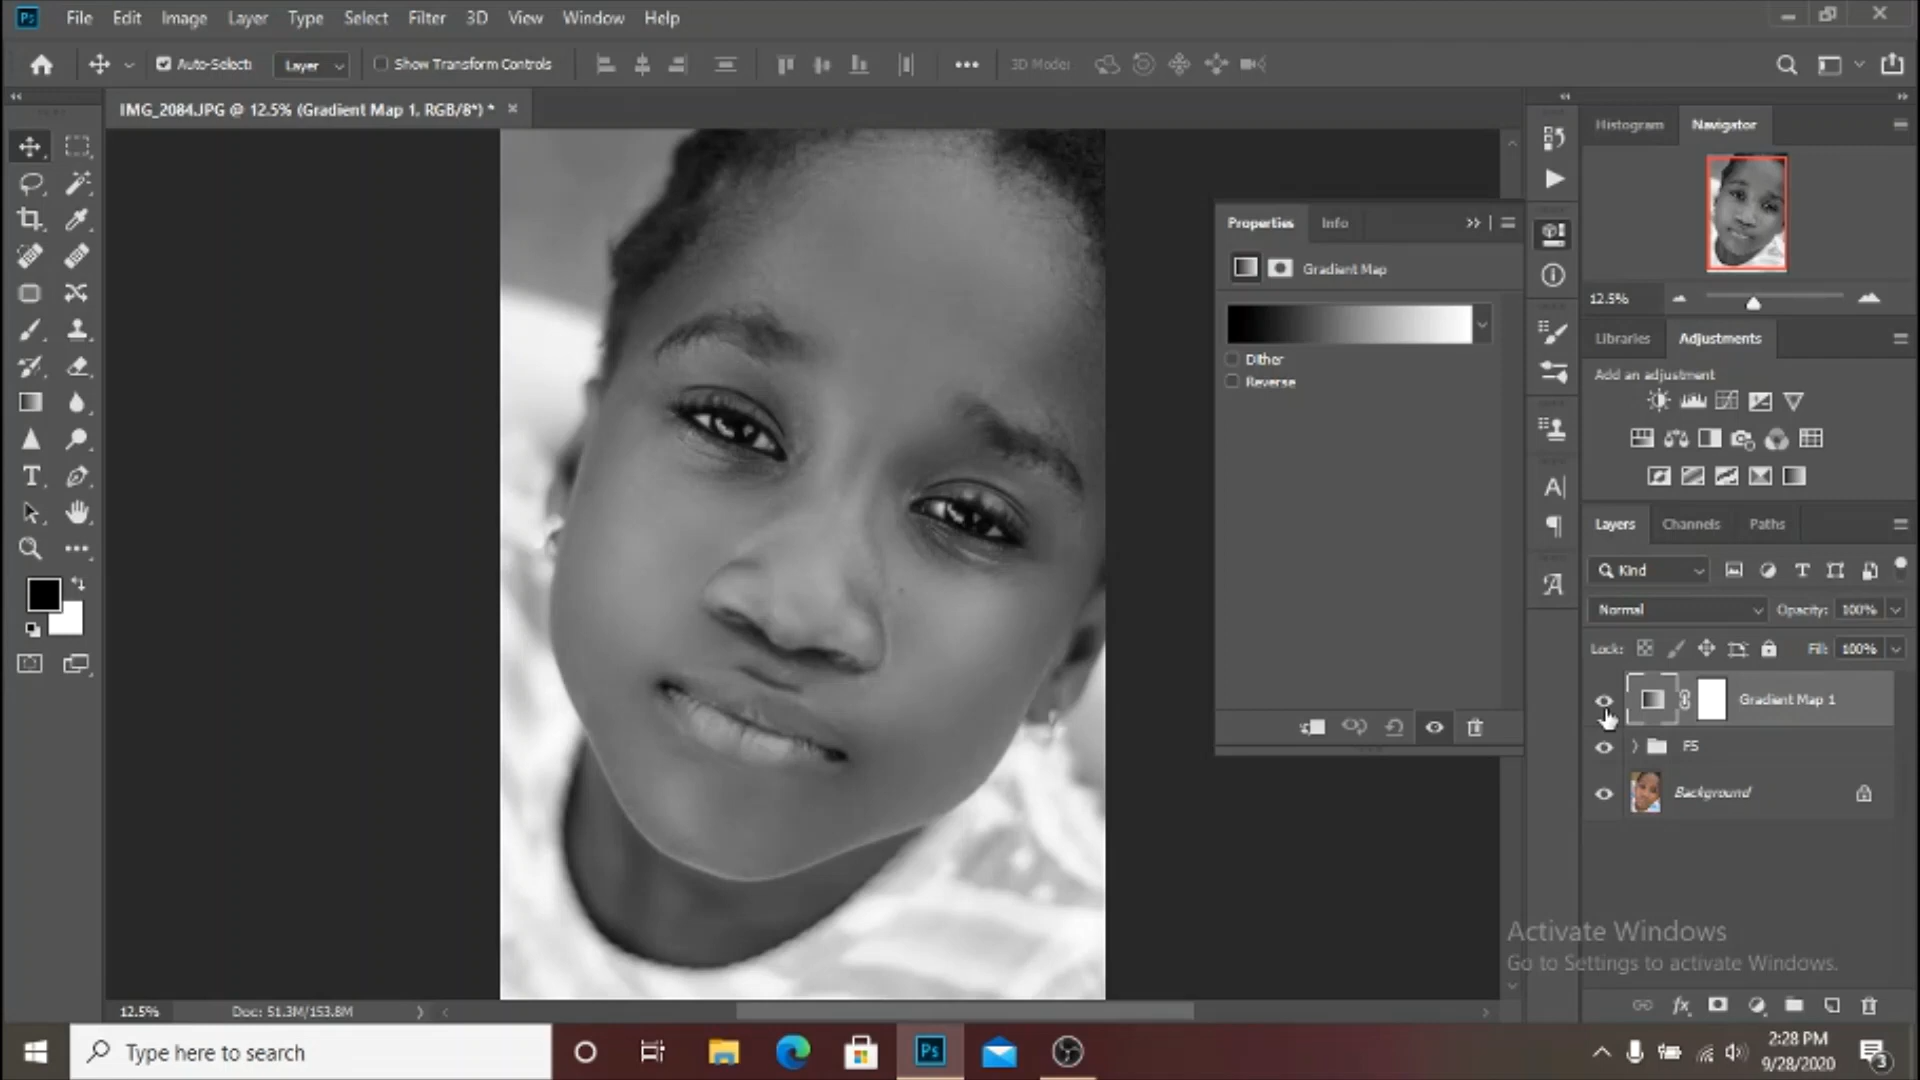 Ps File Edit Image Layer Type Select Filter 3D View Window Help
Auto-Select: Layer Show Transform Controls 3D Mode:
IMG_2084.JPG @ 12.5% (Gradient Map 1, RGB/8*) *
Histogram Navigator
12.5%
Properties Info
Gradient Map
Dither
Reverse
Libraries Adjustments
Add an adjustment
Layers Channels Paths
Kind
Normal Opacity: 100%
Lock: Fill: 100%
Gradient Map 1
FS
Background
Activate Windows
Go to Settings to activate Windows.
12.5% Doc: 51.3M/153.8M
Type here to search
Ps
2:28 PM
9/28/2020
3